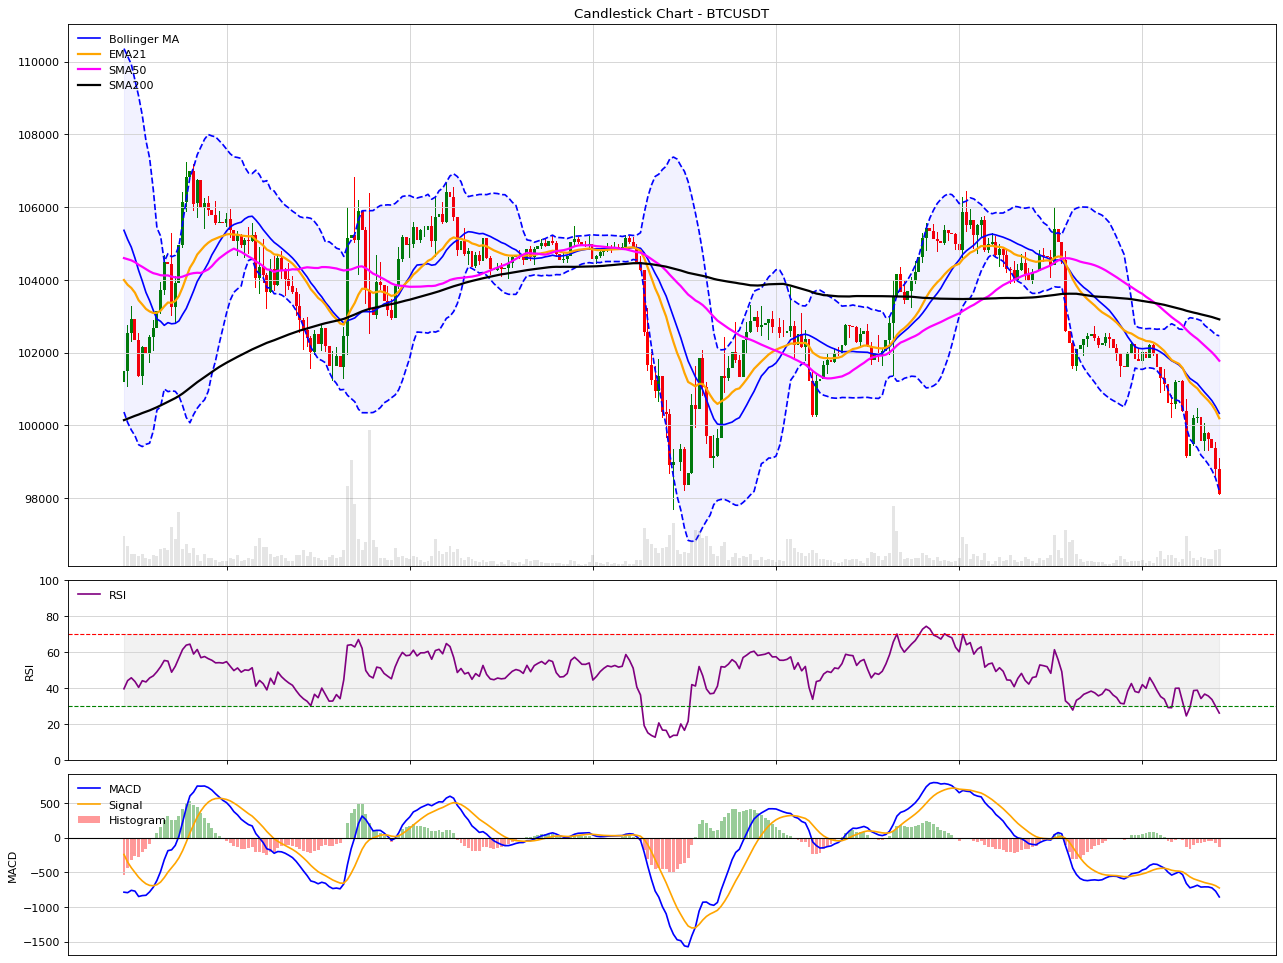 Candlestick Chart - BTCUSDT
Bollinger MA
EMA21
SMA50
SMA200
110000
108000
106000
104000
102000
100000
98000
RSI
100
80
60
40
20
0
RSI
MACD
Signal
Histogram
500
0
−500
−1000
−1500
MACD